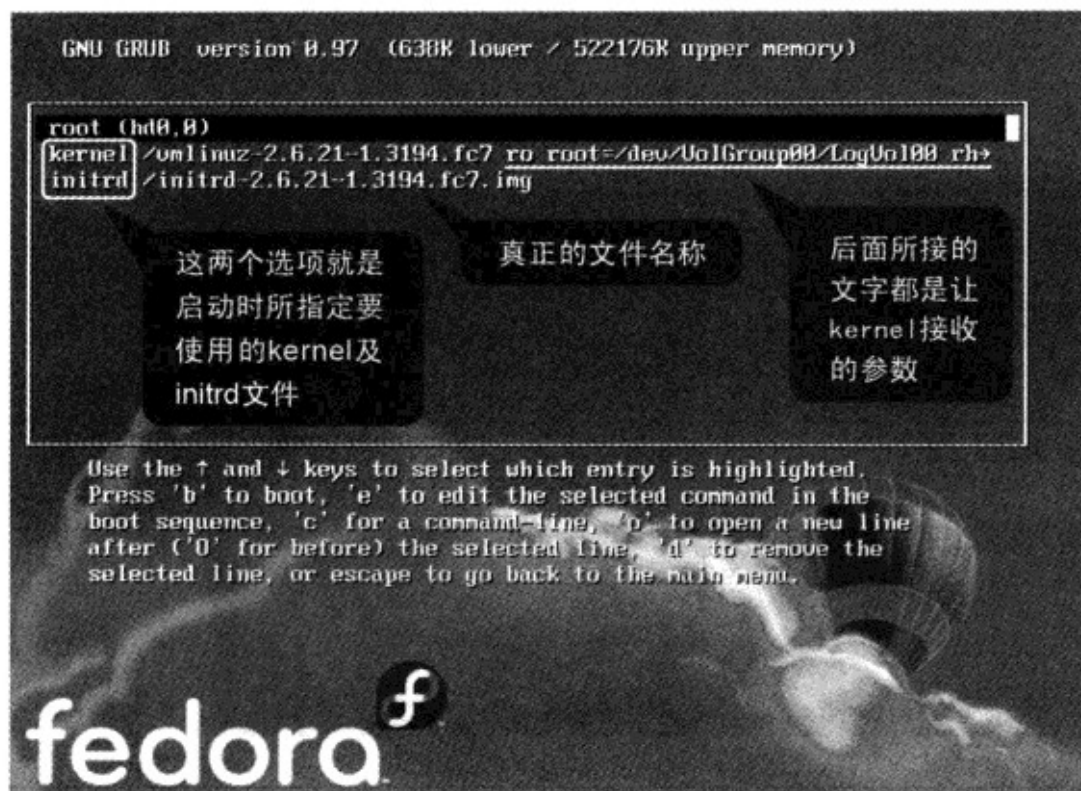 GNU GRUB version 0.97 (638K lower / 522176K upper memory)
root (hd0,0)
kernel /vmlinuz-2.6.21-1.3194.fc7 ro root=/dev/VolGroup00/LogVol00 rh→
initrd /initrd-2.6.21-1.3194.fc7.img
这两个选项就是
启动时所指定要
使用的kernel及
initrd文件
真正的文件名称
后面所接的
文字都是让
kernel接收
的参数
Use the ↑ and ↓ keys to select which entry is highlighted.
Press 'b' to boot, 'e' to edit the selected command in the
boot sequence, 'c' for a command-line, 'o' to open a new line
after ('O' for before) the selected line, 'd' to remove the
selected line, or escape to go back to the main menu.
fedora